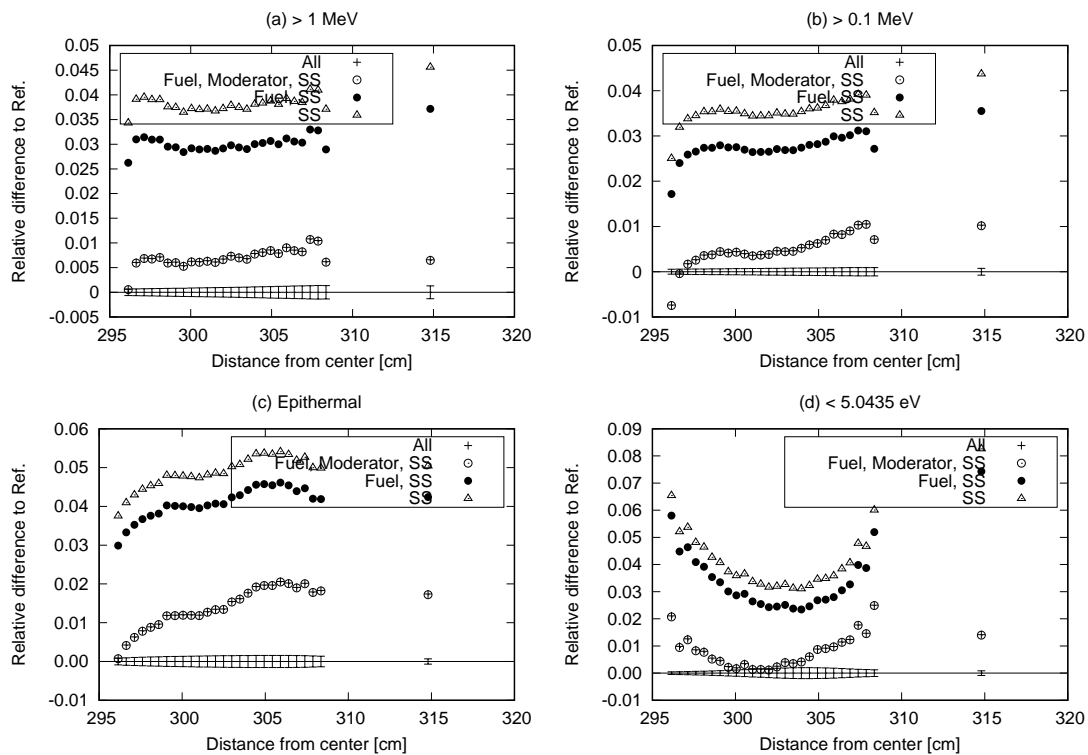 (a) > 1 MeV
Relative difference to Ref.
0.05
0.045
0.04
0.035
0.03
0.025
0.02
0.015
0.01
0.005
0
-0.005
All
Fuel, Moderator, SS
Fuel, SS
SS
295 300 305 310 315 320
Distance from center [cm]
(b) > 0.1 MeV
Relative difference to Ref.
0.05
0.04
0.03
0.02
0.01
0
-0.01
All
Fuel, Moderator, SS
Fuel, SS
SS
295 300 305 310 315 320
Distance from center [cm]
(c) Epithermal
Relative difference to Ref.
0.06
0.05
0.04
0.03
0.02
0.01
0.00
-0.01
All
Fuel, Moderator, SS
Fuel, SS
SS
295 300 305 310 315 320
Distance from center [cm]
(d) < 5.0435 eV
Relative difference to Ref.
0.09
0.08
0.07
0.06
0.05
0.04
0.03
0.02
0.01
0.00
-0.01
All
Fuel, Moderator, SS
Fuel, SS
SS
295 300 305 310 315 320
Distance from center [cm]